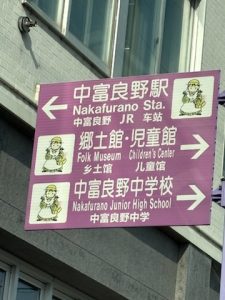 中富良野駅
Nakafurano Sta.
中富良野 JR 车站
郷土館・児童館
Folk Museum Children's Center
乡土馆 儿童馆
中富良野中学校
Nakafurano Junior High School
中富良野中学